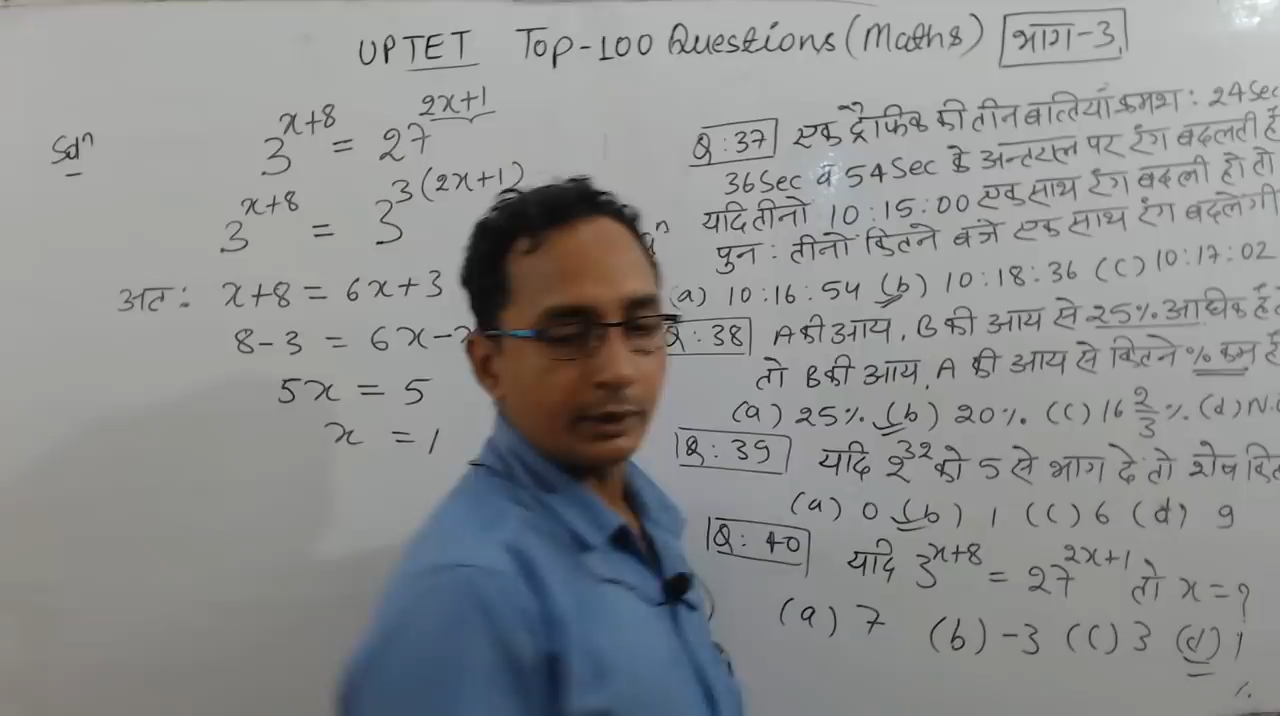 UPTET Top-100 Questions (Maths) भाग-3
Solⁿ
3^{x+8} = 27^{2x+1}
3^{x+8} = 3^{3(2x+1)}
अतः x+8 = 6x+3
8-3 = 6x-
5x = 5
x = 1
Q:37 एक ट्रैफिक की तीन बत्तियाँ क्रमशः 24 Sec
36 Sec व 54 Sec के अन्तराल पर रंग बदलती हैं
यदि तीनो 10:15:00 एक साथ रंग बदली हो तो
पुनः तीनो कितने बजे एक साथ रंग बदलेगी
(a) 10:16:54 (b) 10:18:36 (C) 10:17:02
Q:38 A की आय, B की आय से 25% अधिक है
तो B की आय, A की आय से कितने % कम है
(a) 25% (b) 20% (C) 16 2/3 % (d) N.
Q:39 यदि 2^{32} को 5 से भाग दे तो शेष
(a) 0 (b) 1 (C) 6 (d) 9
Q:40 यदि 3^{x+8} = 27^{2x+1} तो x=?
(a) 7 (b) -3 (C) 3 (d) 1